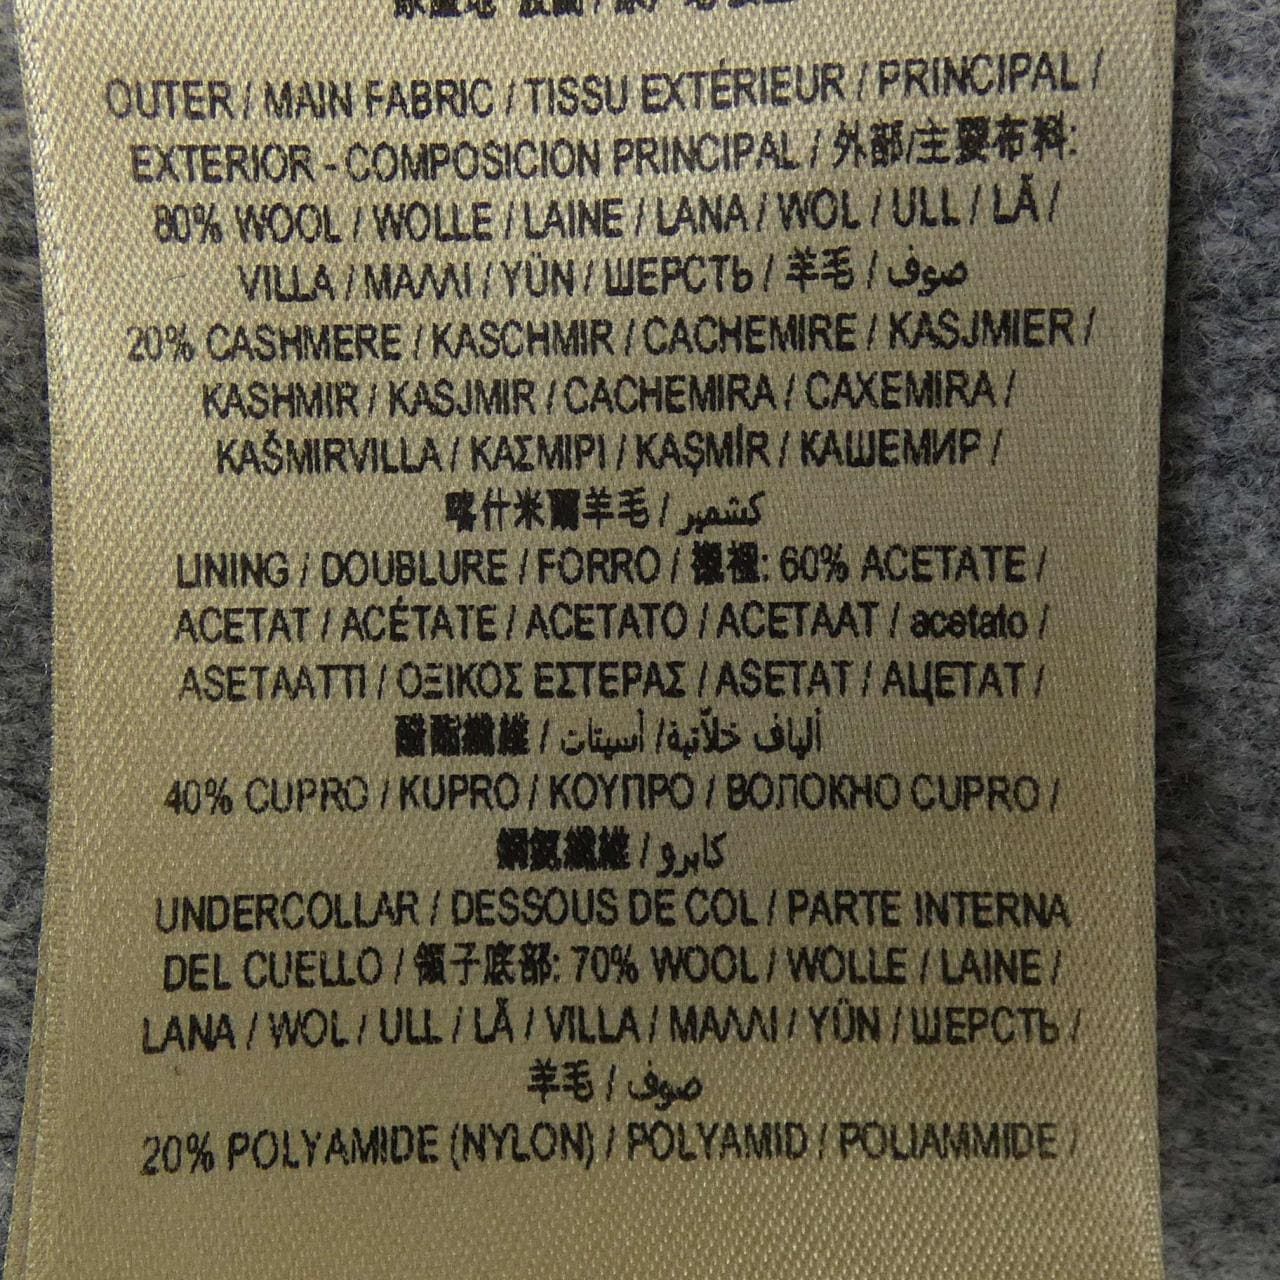 OUTER / MAIN FABRIC / TISSU EXTÉRIEUR / PRINCIPAL /
EXTERIOR - COMPOSICION PRINCIPAL / 外部/主要布料:
80% WOOL / WOLLE / LAINE / LANA / WOL / ULL / LÃ /
VILLA / ΜΑΛΛΙ / YÜN / ШЕРСТЬ / 羊毛 / صوف
20% CASHMERE / KASCHMIR / CACHEMIRE / KASJMIER /
KASHMIR / KASJMIR / CACHEMIRA / CAXEMIRA /
KAŠMIRVILLA / ΚΑΣΜΙΡΙ / KAŞMİR / КАШЕМИР /
喀什米爾羊毛 / كشمير
LINING / DOUBLURE / FORRO / 襯裡: 60% ACETATE /
ACETAT / ACÉTATE / ACETATO / ACETAAT / acetato /
ASETAATTI / ΟΞΙΚΟΣ ΕΣΤΕΡΑΣ / ASETAT / АЦЕТАТ /
醋酯纖維 / ألياف خلاّتية/ أسيتات
40% CUPRO / KUPRO / ΚΟΥΠΡΟ / ВОЛОКНО CUPRO /
銅氨纖維 / كابرو
UNDERCOLLAR / DESSOUS DE COL / PARTE INTERNA
DEL CUELLO / 領子底部: 70% WOOL / WOLLE / LAINE /
LANA / WOL / ULL / LÃ / VILLA / ΜΑΛΛΙ / YÜN / ШЕРСТЬ /
羊毛 / صوف
20% POLYAMIDE (NYLON) / POLYAMID / POLIAMMIDE /